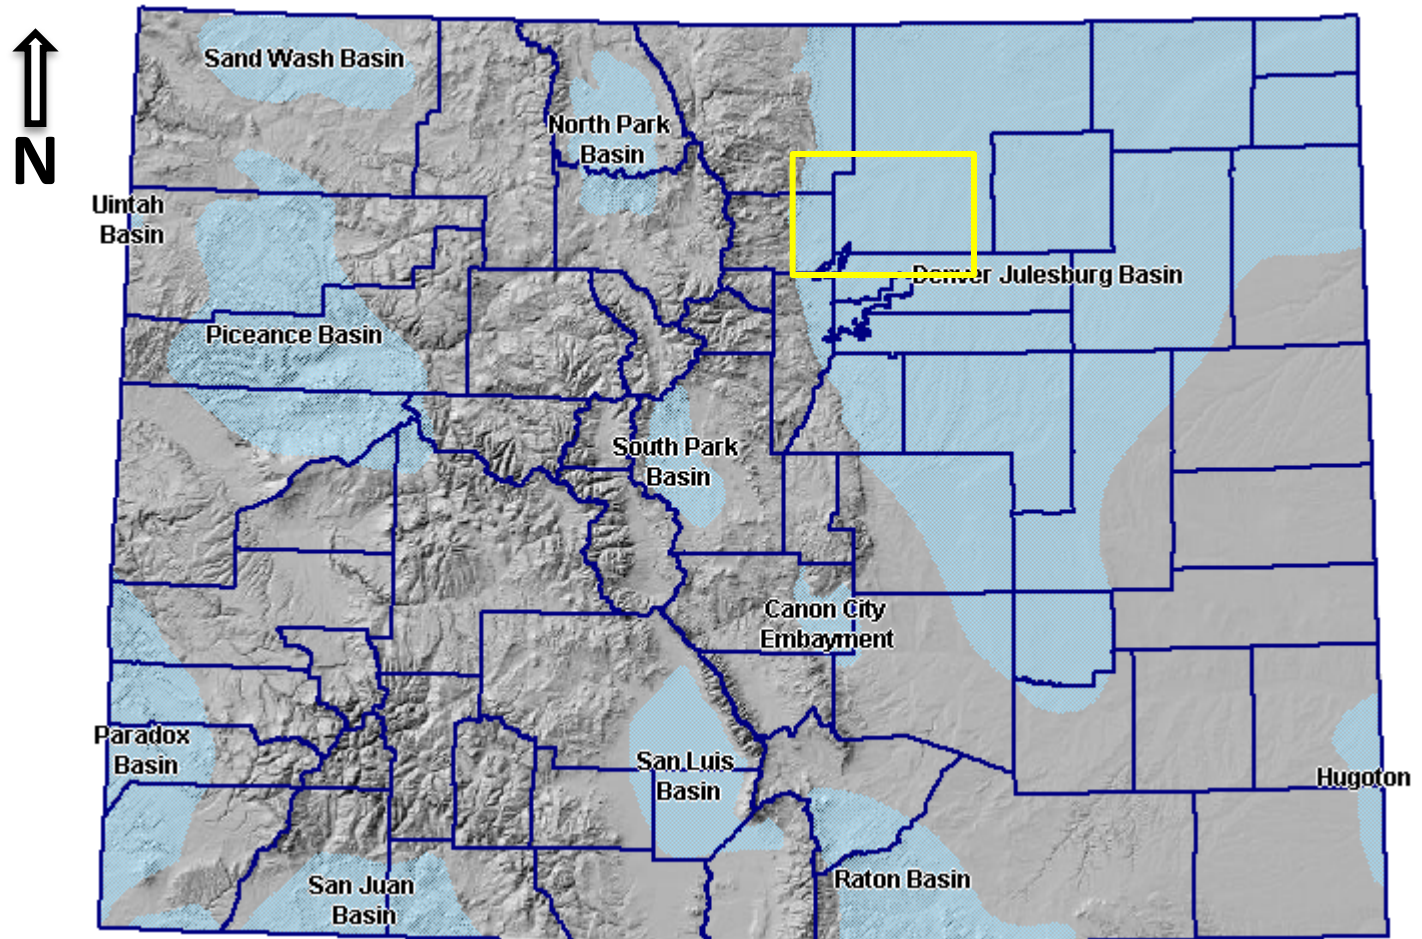 Sand Wash Basin
North Park
Basin
N
Uintah
Basin
Denver Julesburg Basin
Piceance Basin
South Park
Basin
Canon City
Embayment
Paradox
Basin
San Luis
Basin
Hugoton
Raton Basin
San Juan
Basin